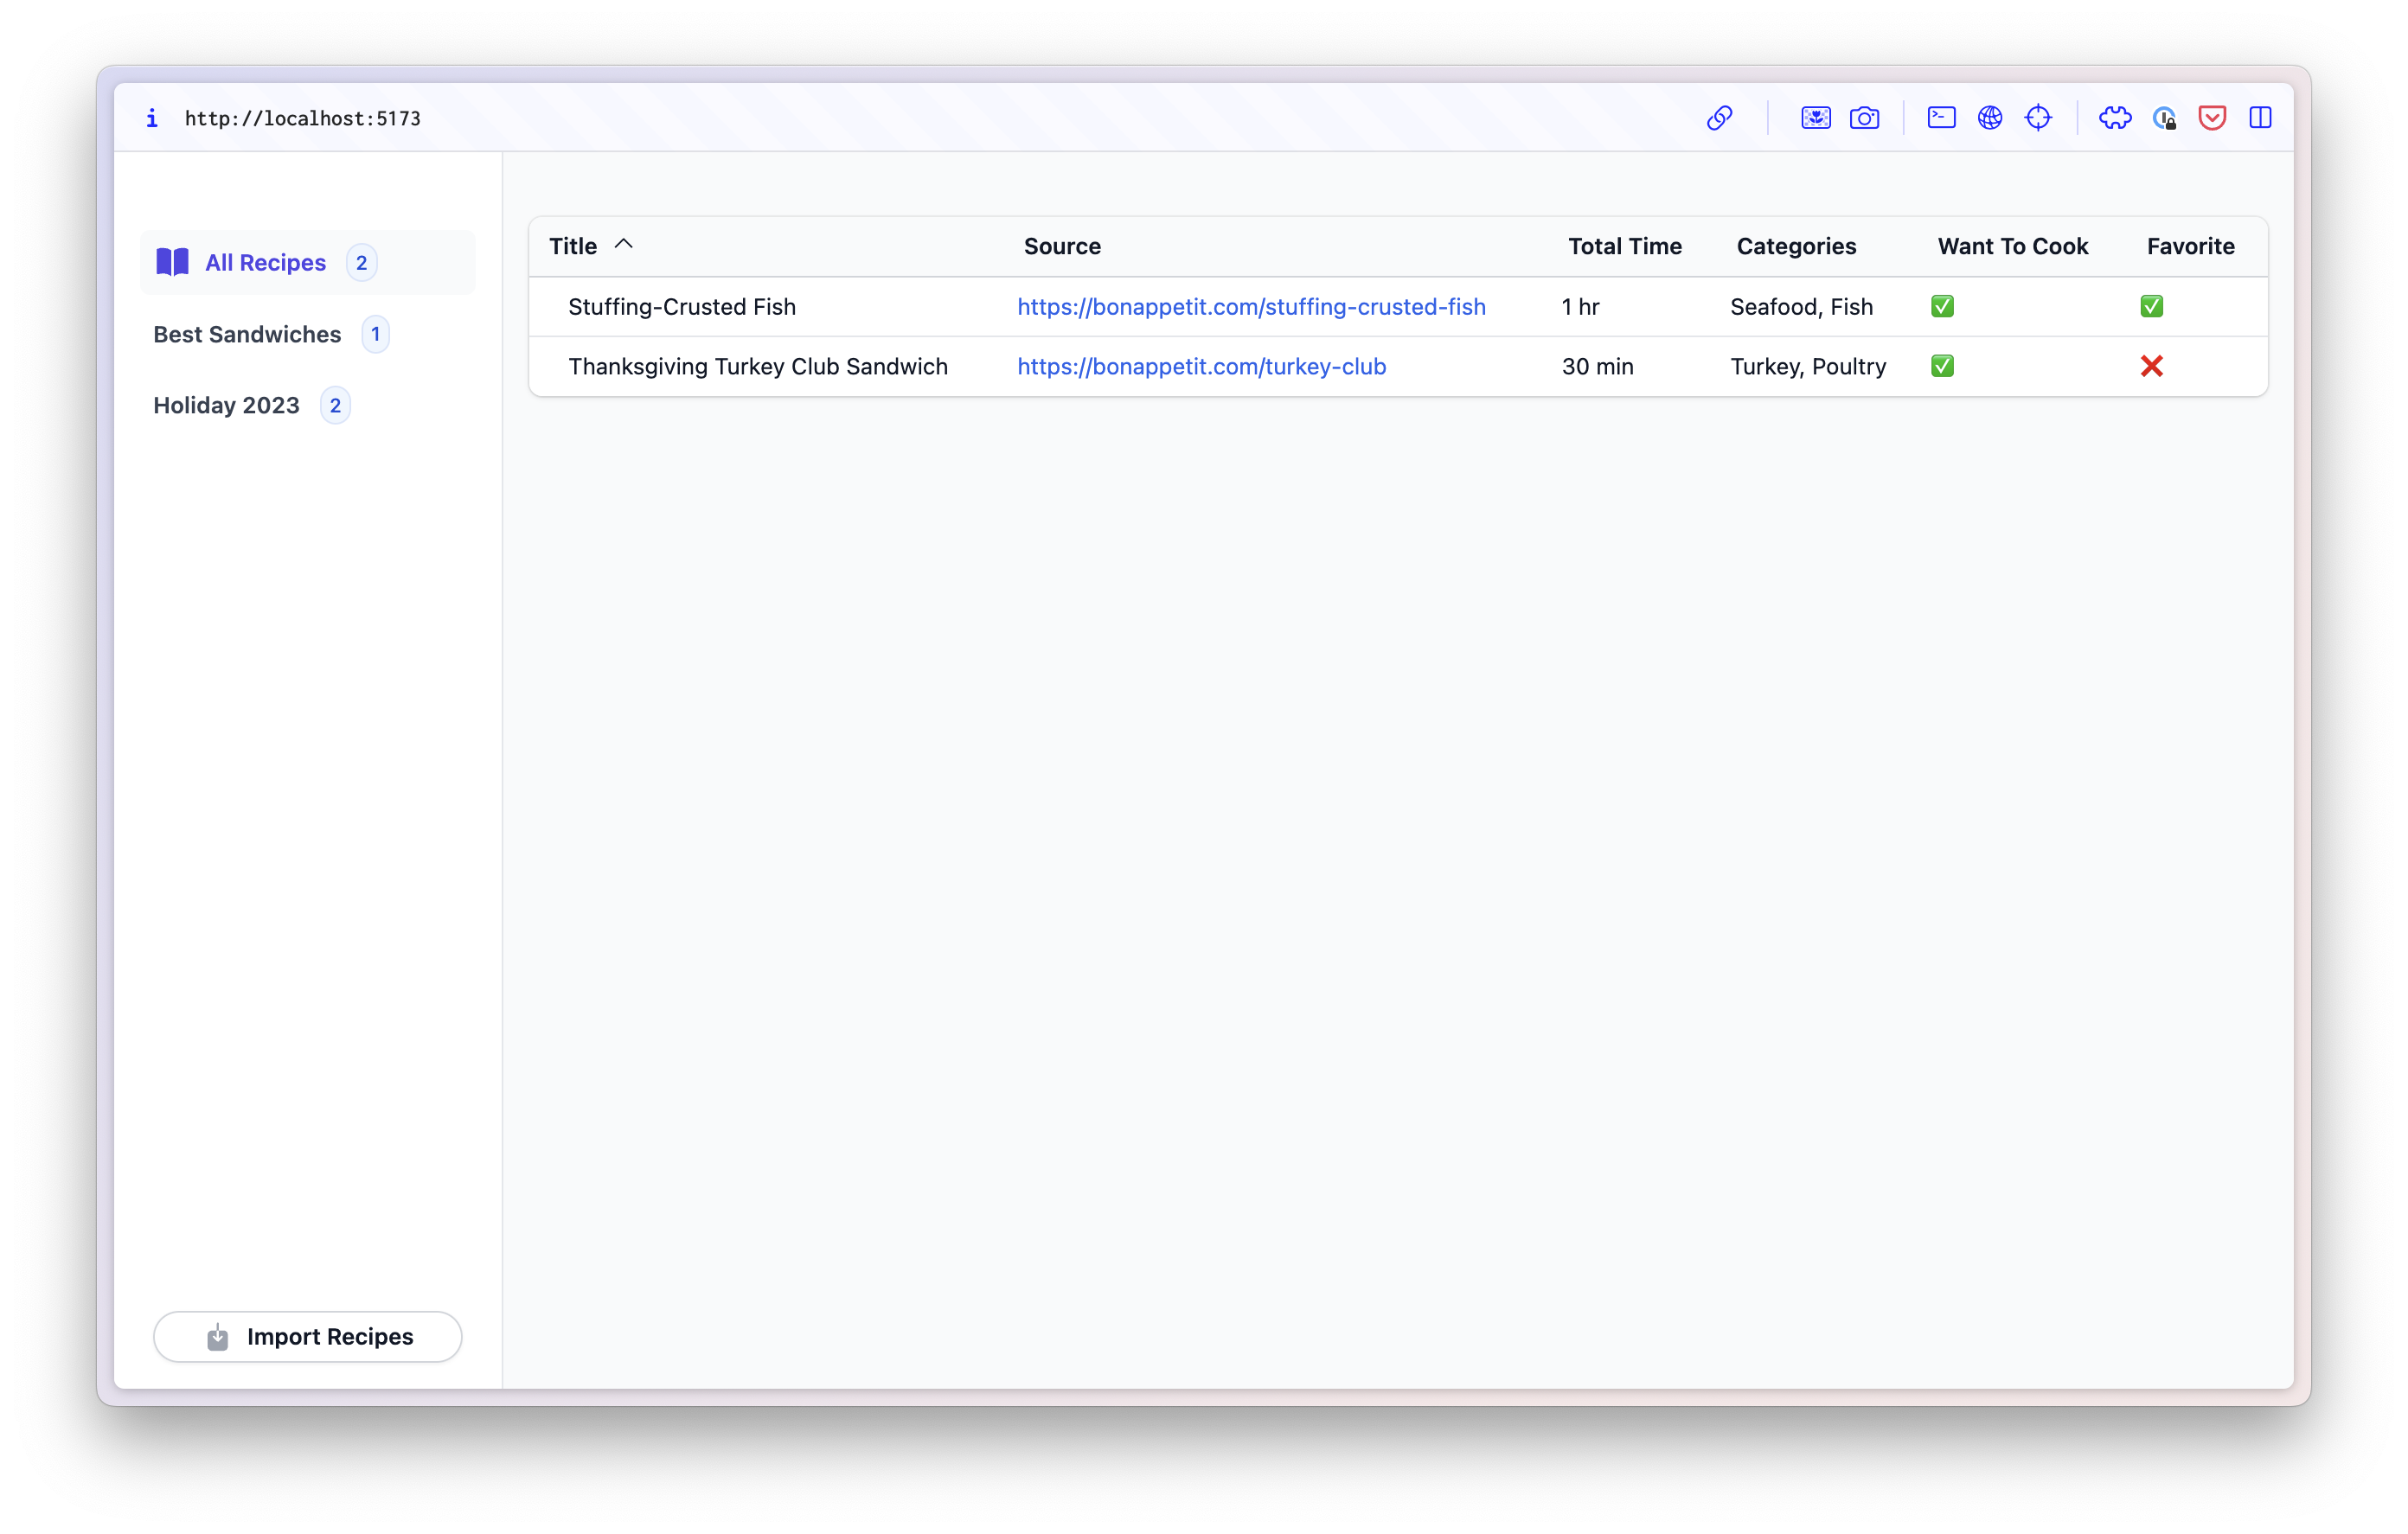 http://localhost:5173
All Recipes 2
Best Sandwiches 1
Holiday 2023 2
Import Recipes
Title Source Total Time Categories Want To Cook Favorite
Stuffing-Crusted Fish https://bonappetit.com/stuffing-crusted-fish 1 hr Seafood, Fish ✅ ✅
Thanksgiving Turkey Club Sandwich https://bonappetit.com/turkey-club 30 min Turkey, Poultry ✅ ❌